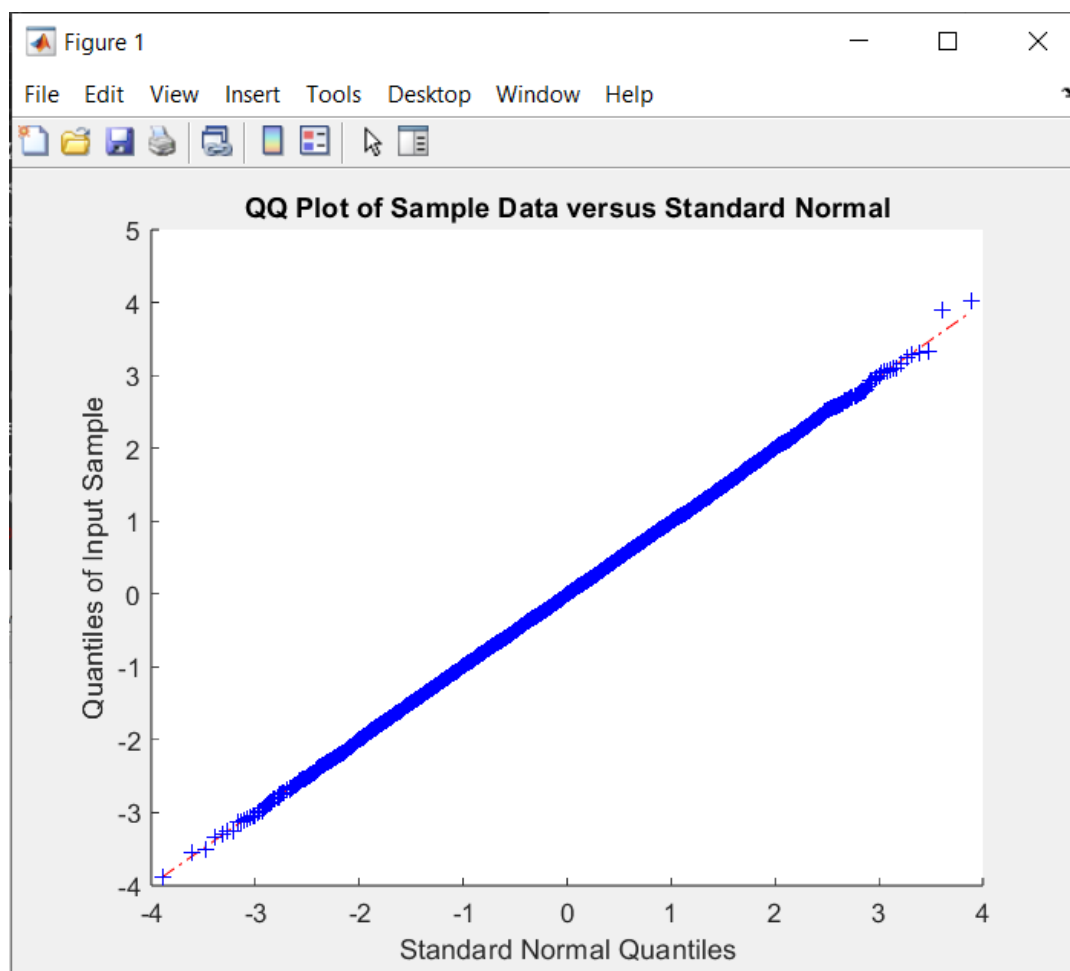 Figure 1
File Edit View Insert Tools Desktop Window Help
QQ Plot of Sample Data versus Standard Normal
5
4
3
2
1
0
-1
-2
-3
-4
Quantiles of Input Sample
-4 -3 -2 -1 0 1 2 3 4
Standard Normal Quantiles